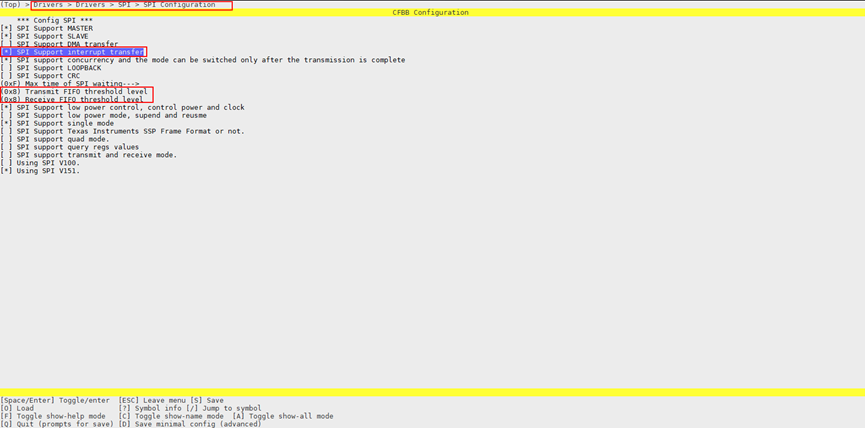 (Top) > Drivers > Drivers > SPI > SPI Configuration
CFBB Configuration
*** Config SPI ***
[*] SPI Support MASTER
[*] SPI Support SLAVE
[ ] SPI Support DMA transfer
[*] SPI Support interrupt transfer
[*] SPI support concurrency and the mode can be switched only after the transmission is complete
[ ] SPI Support LOOPBACK
[ ] SPI Support CRC
(0xF) Max time of SPI waiting--->
(0x8) Transmit FIFO threshold level
(0x8) Receive FIFO threshold level
[*] SPI Support low power control, control power and clock
[ ] SPI Support low power mode, supend and reusme
[*] SPI Support single mode
[ ] SPI Support Texas Instruments SSP Frame Format or not.
[ ] SPI support quad mode.
[ ] SPI support query regs values
[ ] SPI support transmit and receive mode.
[ ] Using SPI V100.
[*] Using SPI V151.
[Space/Enter] Toggle/enter [ESC] Leave menu [S] Save
[O] Load [?] Symbol info [/] Jump to symbol
[F] Toggle show-help mode [C] Toggle show-name mode [A] Toggle show-all mode
[Q] Quit (prompts for save) [D] Save minimal config (advanced)